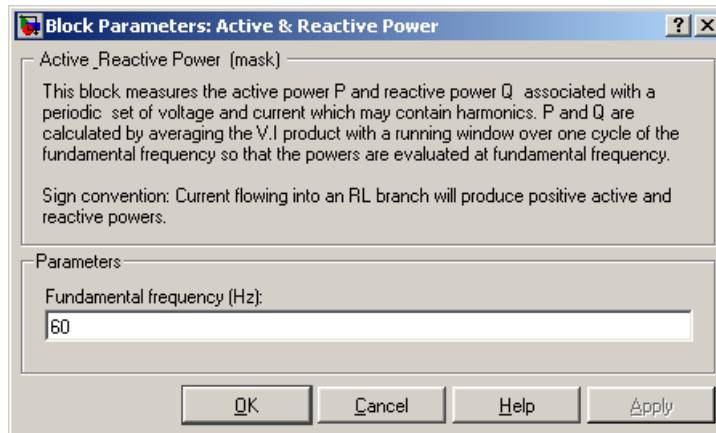 Block Parameters: Active & Reactive Power
Active_Reactive Power (mask)
This block measures the active power P and reactive power Q associated with a
periodic set of voltage and current which may contain harmonics. P and Q are
calculated by averaging the V.I product with a running window over one cycle of the
fundamental frequency so that the powers are evaluated at fundamental frequency.
Sign convention: Current flowing into an RL branch will produce positive active and
reactive powers.
Parameters
Fundamental frequency (Hz):
60
OK Cancel Help Apply